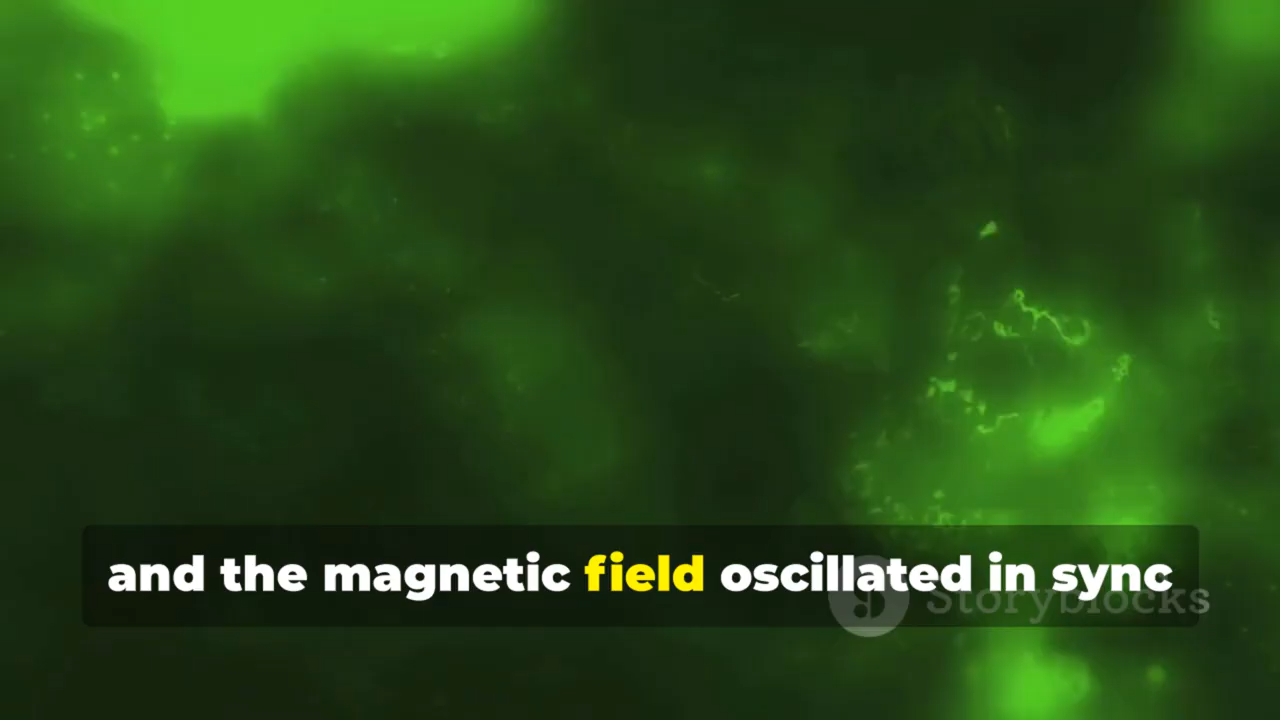 and the magnetic field oscillated in sync
Storyblocks